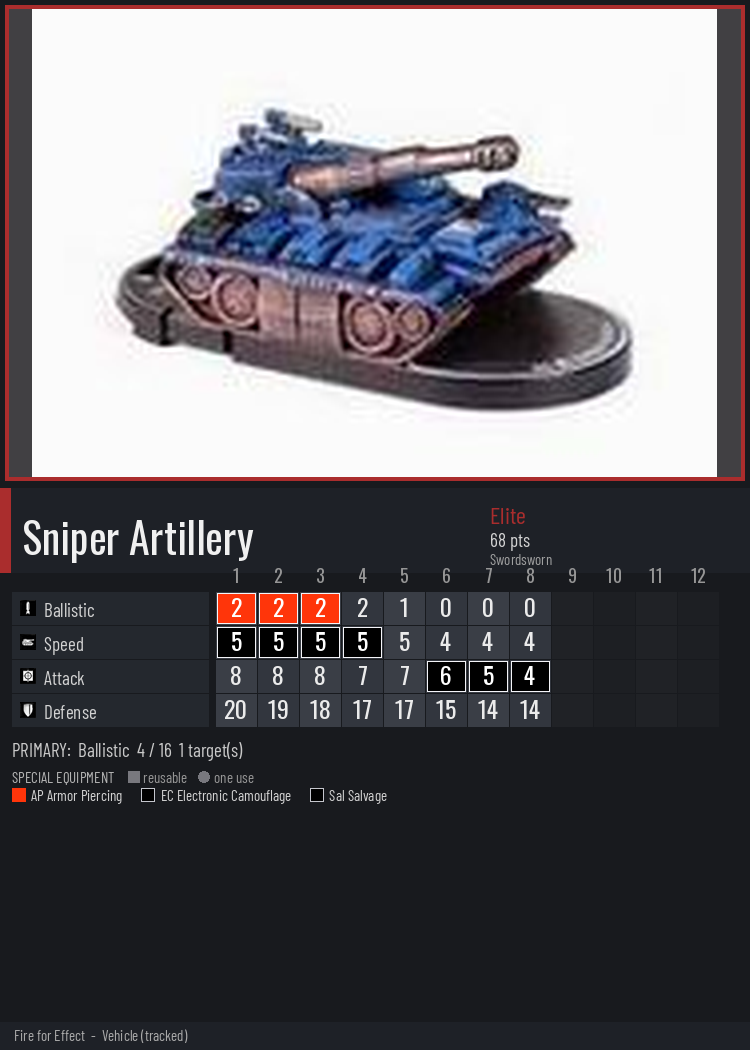 Sniper Artillery
Elite
68 pts
Swordsworn
1 2 3 4 5 6 7 8 9 10 11 12
Ballistic 2 2 2 2 1 0 0 0
Speed 5 5 5 5 5 4 4 4
Attack 8 8 8 7 7 6 5 4
Defense 20 19 18 17 17 15 14 14
PRIMARY: Ballistic 4 / 16 1 target(s)
SPECIAL EQUIPMENT reusable one use
AP Armor Piercing EC Electronic Camouflage Sal Salvage
Fire for Effect - Vehicle (tracked)